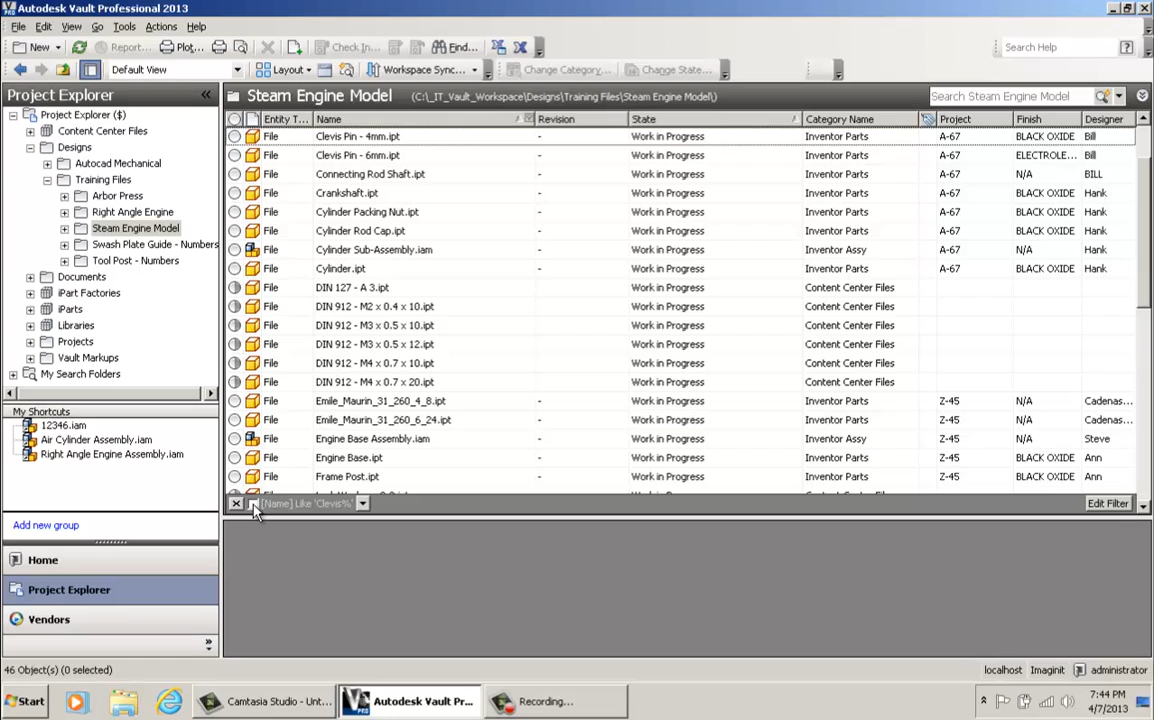 Autodesk Vault Professional 2013
File Edit View Go Tools Actions Help
New Report... Plot... Check In... Find... Search Help
Default View Layout Workspace Sync... Change Category... Change State...
Project Explorer
Steam Engine Model (C:\_IT_Vault_Workspace\Designs\Training Files\Steam Engine Model\) Search Steam Engine Model
Project Explorer ($)
Content Center Files
Designs
Autocad Mechanical
Training Files
Arbor Press
Right Angle Engine
Steam Engine Model
Swash Plate Guide - Numbers
Tool Post - Numbers
Documents
iPart Factories
iParts
Libraries
Projects
Vault Markups
My Search Folders
My Shortcuts
12346.iam
Air Cylinder Assembly.iam
Right Angle Engine Assembly.iam
Add new group
Home
Project Explorer
Vendors
Entity T... Name Revision State Category Name Project Finish Designer
File Clevis Pin - 4mm.ipt - Work in Progress Inventor Parts A-67 BLACK OXIDE Bill
File Clevis Pin - 6mm.ipt - Work in Progress Inventor Parts A-67 ELECTROLE... Bill
File Connecting Rod Shaft.ipt - Work in Progress Inventor Parts A-67 N/A BILL
File Crankshaft.ipt - Work in Progress Inventor Parts A-67 BLACK OXIDE Hank
File Cylinder Packing Nut.ipt - Work in Progress Inventor Parts A-67 BLACK OXIDE Hank
File Cylinder Rod Cap.ipt - Work in Progress Inventor Parts A-67 BLACK OXIDE Hank
File Cylinder Sub-Assembly.iam - Work in Progress Inventor Assy A-67 N/A Hank
File Cylinder.ipt - Work in Progress Inventor Parts A-67 BLACK OXIDE Hank
File DIN 127 - A 3.ipt Work in Progress Content Center Files
File DIN 912 - M2 x 0.4 x 10.ipt Work in Progress Content Center Files
File DIN 912 - M3 x 0.5 x 10.ipt Work in Progress Content Center Files
File DIN 912 - M3 x 0.5 x 12.ipt Work in Progress Content Center Files
File DIN 912 - M4 x 0.7 x 10.ipt Work in Progress Content Center Files
File DIN 912 - M4 x 0.7 x 20.ipt Work in Progress Content Center Files
File Emile_Maurin_31_260_4_8.ipt - Work in Progress Inventor Parts Z-45 N/A Cadenas...
File Emile_Maurin_31_260_6_24.ipt - Work in Progress Inventor Parts Z-45 N/A Cadenas...
File Engine Base Assembly.iam - Work in Progress Inventor Assy Z-45 N/A Steve
File Engine Base.ipt - Work in Progress Inventor Parts Z-45 BLACK OXIDE Ann
File Frame Post.ipt - Work in Progress Inventor Parts Z-45 BLACK OXIDE Ann
[Name] Like 'Clevis%' Edit Filter
46 Object(s) (0 selected) localhost Imaginit administrator
Start Camtasia Studio - Unt... Autodesk Vault Pr... Recording... 7:44 PM
4/7/2013